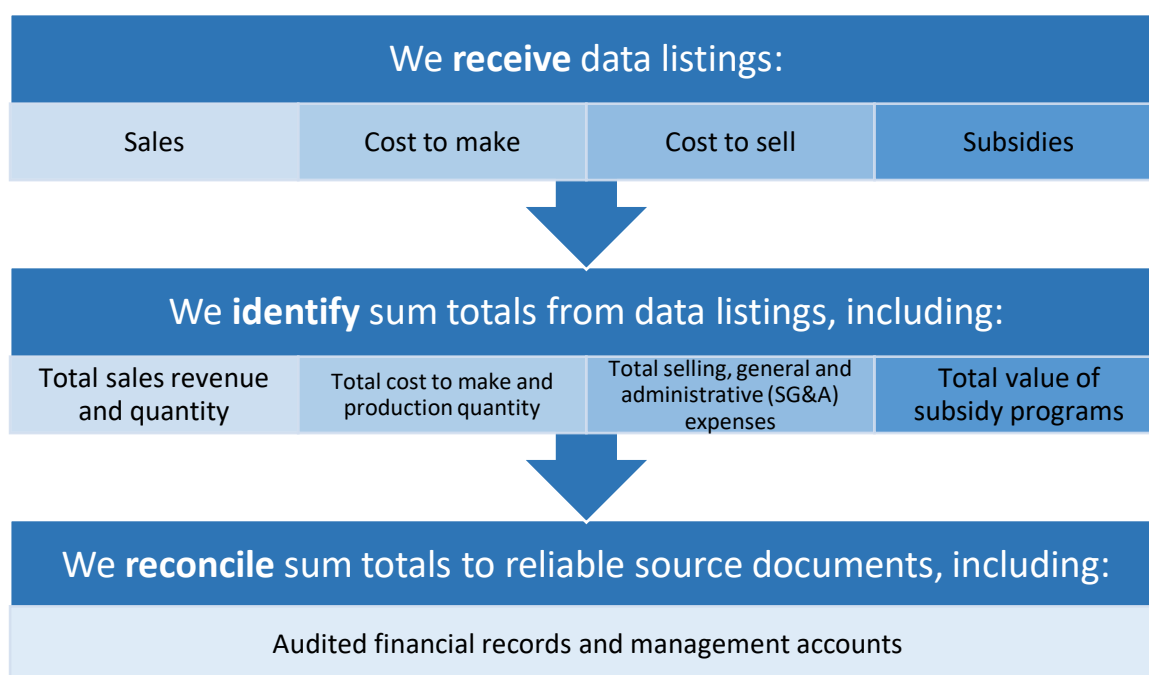 We receive data listings:
Sales
Cost to make
Cost to sell
Subsidies
We identify sum totals from data listings, including:
Total sales revenue
and quantity
Total cost to make and
production quantity
Total selling, general and
administrative (SG&A)
expenses
Total value of
subsidy programs
We reconcile sum totals to reliable source documents, including:
Audited financial records and management accounts